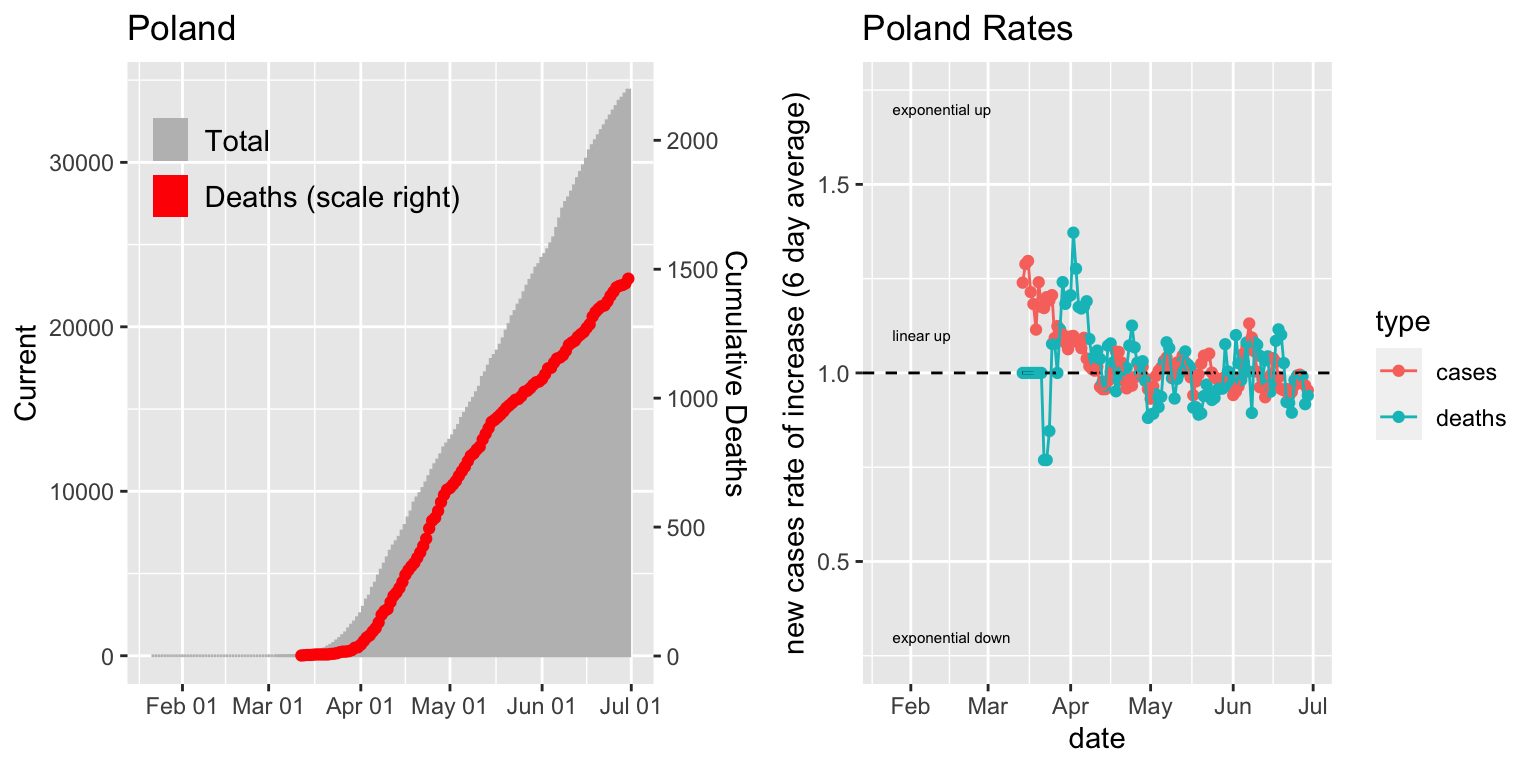 Poland
Total
Deaths (scale right)
Current
30000
20000
10000
0
2000
1500
1000
500
0
Cumulative Deaths
Feb 01
Mar 01
Apr 01
May 01
Jun 01
Jul 01
Poland Rates
new cases rate of increase (6 day average)
1.5
1.0
0.5
exponential up
linear up
exponential down
Feb
Mar
Apr
May
Jun
Jul
date
type
cases
deaths